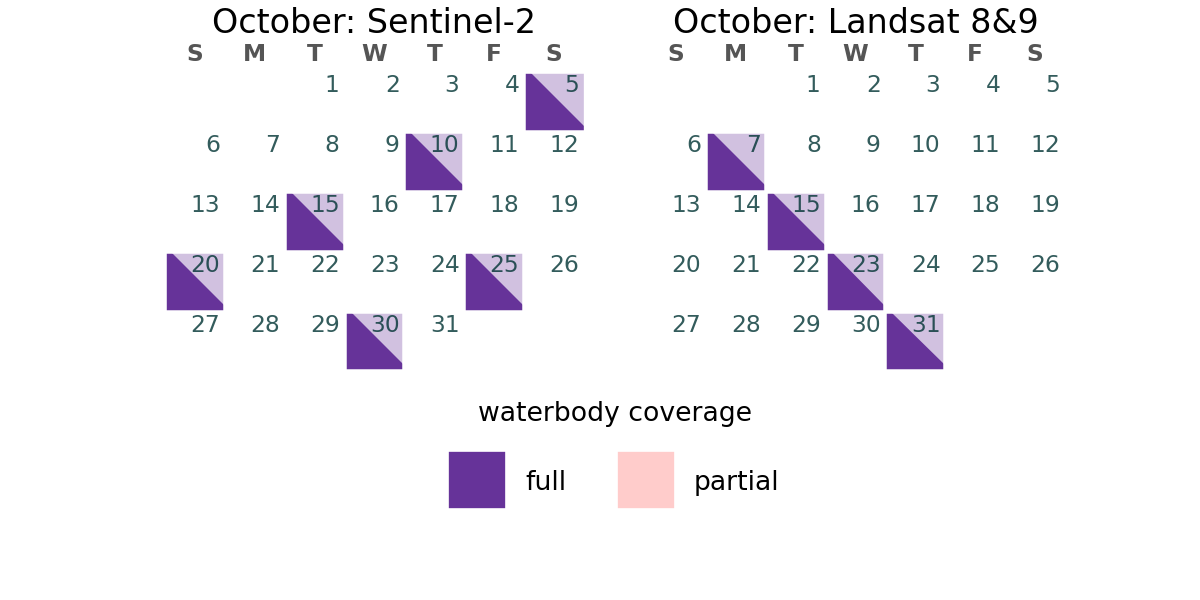 October: Sentinel-2
S M T W T F S
1 2 3 4 5
6 7 8 9 10 11 12
13 14 15 16 17 18 19
20 21 22 23 24 25 26
27 28 29 30 31
October: Landsat 8&9
S M T W T F S
1 2 3 4 5
6 7 8 9 10 11 12
13 14 15 16 17 18 19
20 21 22 23 24 25 26
27 28 29 30 31
waterbody coverage
full partial